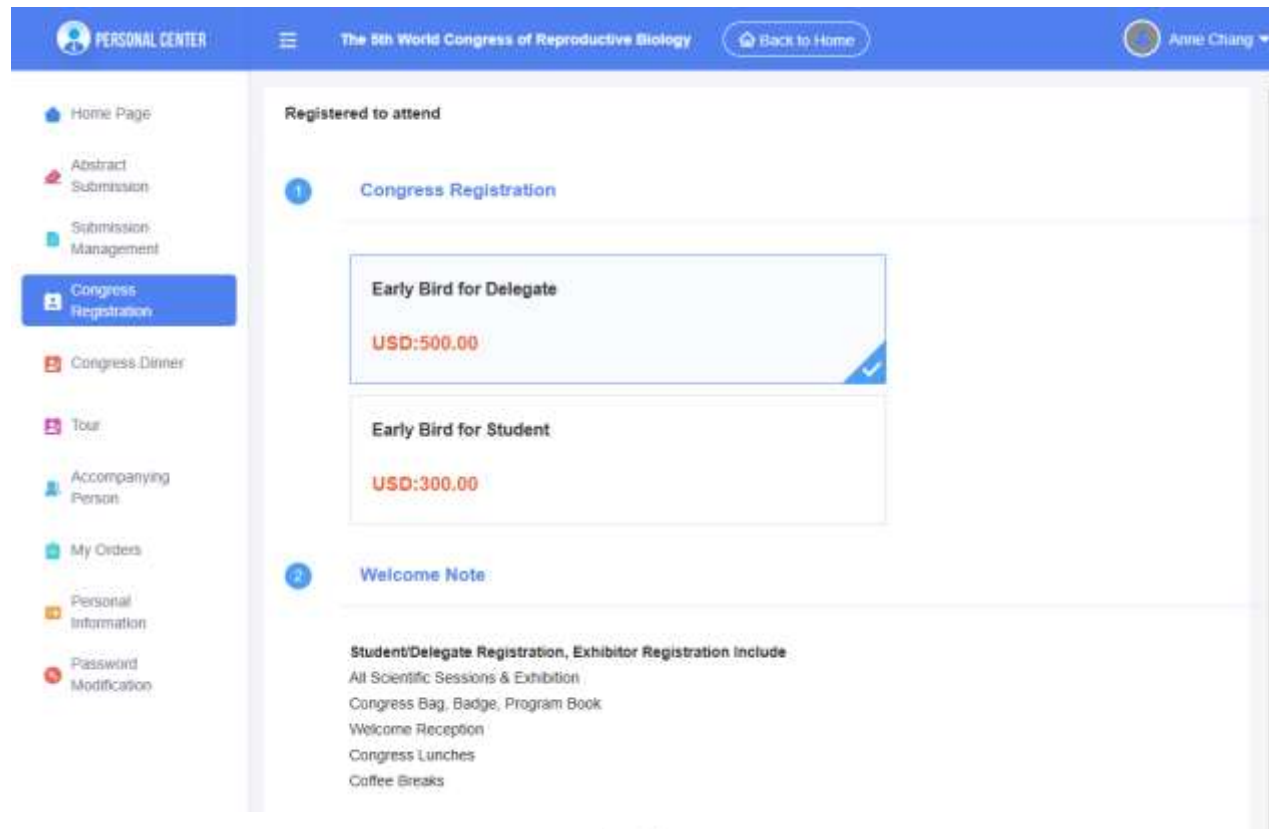 PERSONAL CENTER
The 5th World Congress of Reproductive Biology
Back to Home
Anne Chang
Home Page
Abstract
Submission
Submission
Management
Congress
Registration
Congress Dinner
Tour
Accompanying
Person
My Orders
Personal
Information
Password
Modification
Registered to attend
1
Congress Registration
Early Bird for Delegate
USD:500.00
Early Bird for Student
USD:300.00
2
Welcome Note
Student/Delegate Registration, Exhibitor Registration Include
All Scientific Sessions & Exhibition
Congress Bag, Badge, Program Book
Welcome Reception
Congress Lunches
Coffee Breaks